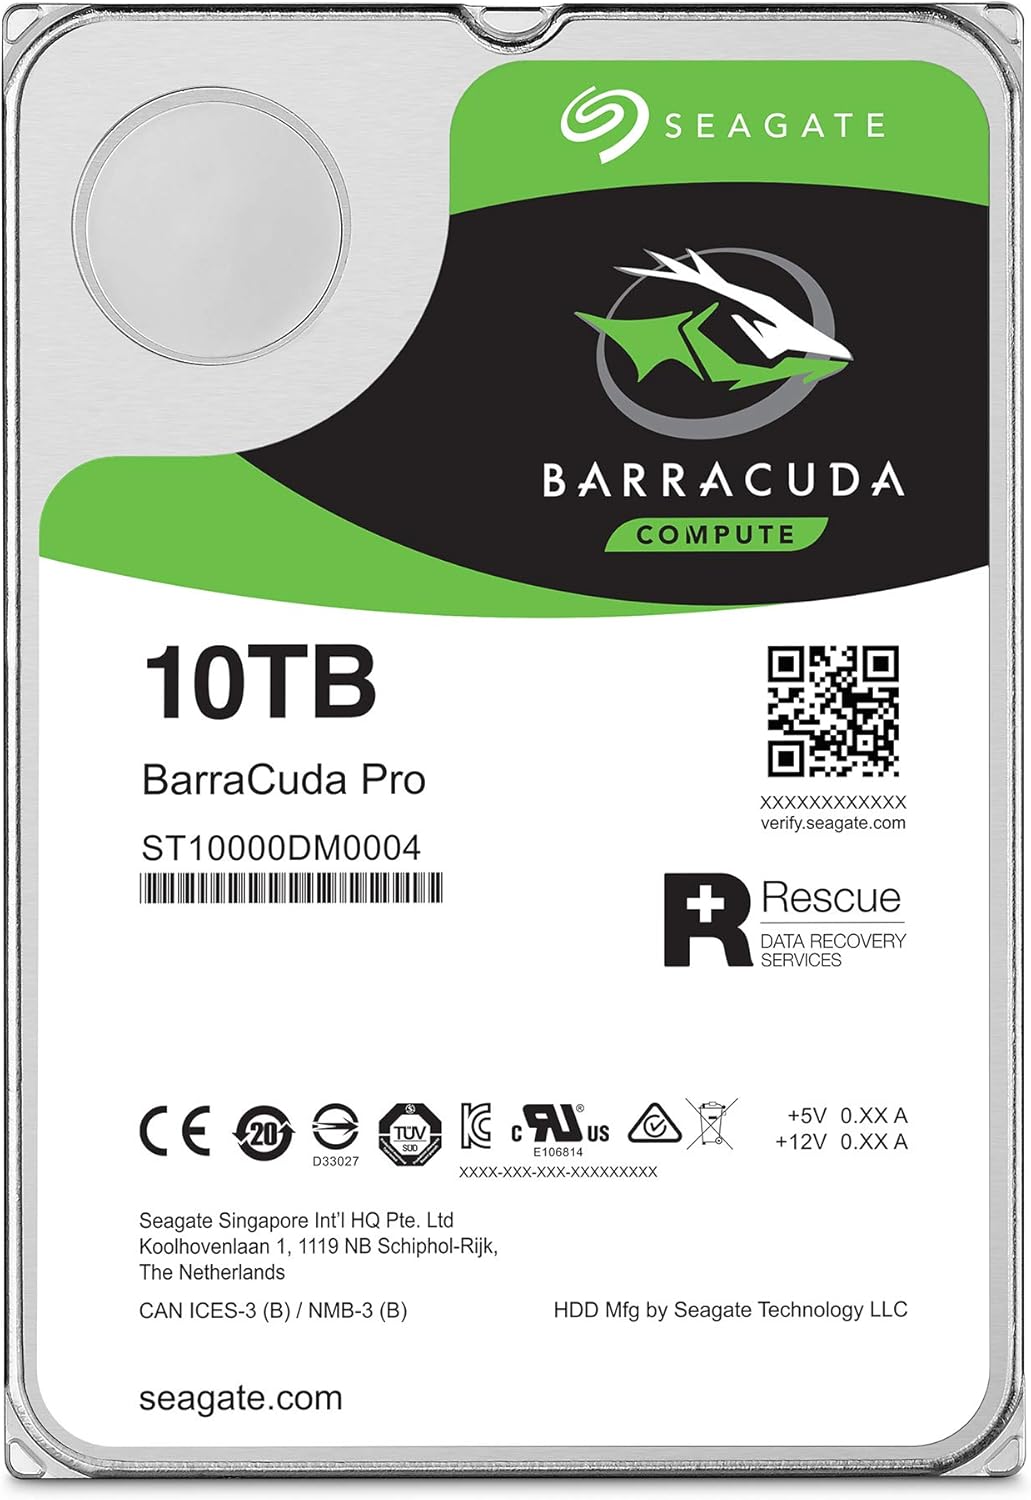 SEAGATE
BARRACUDA
COMPUTE
10TB
BarraCuda Pro
ST10000DM0004
XXXXXXXXXXXX
verify.seagate.com
R Rescue
DATA RECOVERY
SERVICES
CE 20 D33027 TÜV SÜD c RU ® US E106814
XXXX-XXX-XXX-XXXXXXXXX
+5V 0.XX A
+12V 0.XX A
Seagate Singapore Int'l HQ Pte. Ltd
Koolhovenlaan 1, 1119 NB Schiphol-Rijk,
The Netherlands
CAN ICES-3 (B) / NMB-3 (B)
HDD Mfg by Seagate Technology LLC
seagate.com